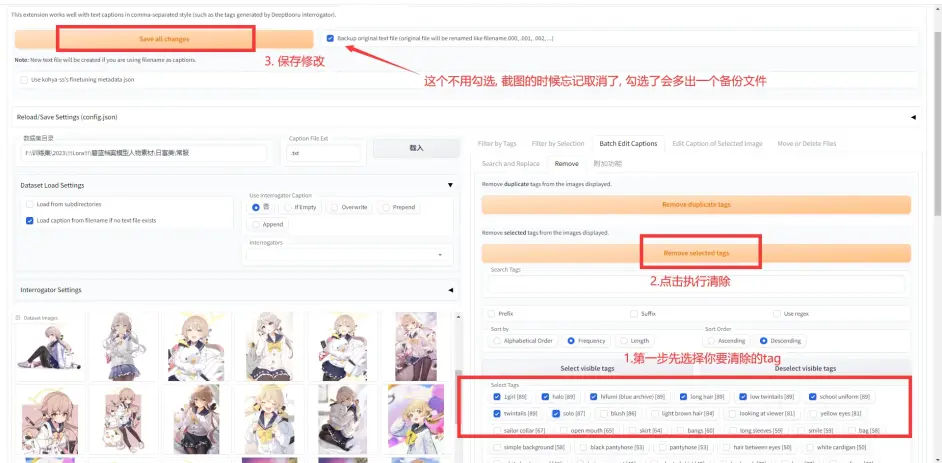 This extension works well with text captions in comma-separated style (such as the tags generated by DeepBooru interrogator).
Save all changes
Backup original text file (original file will be renamed like filename.000, .001, .002,...)
3. 保存修改
Note: New text file will be created if you are using filename as captions.
这个不用勾选, 截图的时候忘记取消了, 勾选了会多出一个备份文件
Use kohya-ss's finetuning metadata json
Reload/Save Settings (config.json)
数据集目录
Caption File Ext
.txt
载入
Filter by Tags
Filter by Selection
Batch Edit Captions
Edit Caption of Selected Image
Move or Delete Files
Search and Replace
Remove
附加功能
Dataset Load Settings
Load from subdirectories
Load caption from filename if no text file exists
Use Interrogator Caption
否
If Empty
Overwrite
Prepend
Append
Interrogators
Interrogator Settings
Dataset Images
Remove duplicate tags from the images displayed.
Remove duplicate tags
Remove selected tags from the images displayed.
Remove selected tags
2.点击执行清除
Search Tags
Prefix
Suffix
Use regex
Sort by
Alphabetical Order
Frequency
Length
Sort Order
Ascending
Descending
1.第一步先选择你要清除的tag
Select visible tags
Deselect visible tags
Select Tags
1girl [89]
halo [89]
hifumi (blue archive) [89]
long hair [89]
low twintails [89]
school uniform [89]
twintails [89]
solo [87]
blush [86]
light brown hair [84]
looking at viewer [81]
yellow eyes [81]
sailor collar [67]
open mouth [65]
skirt [64]
bangs [60]
long sleeves [59]
smile [59]
bag [58]
simple background [58]
black pantyhose [53]
pantyhose [53]
hair between eyes [50]
white cardigan [50]